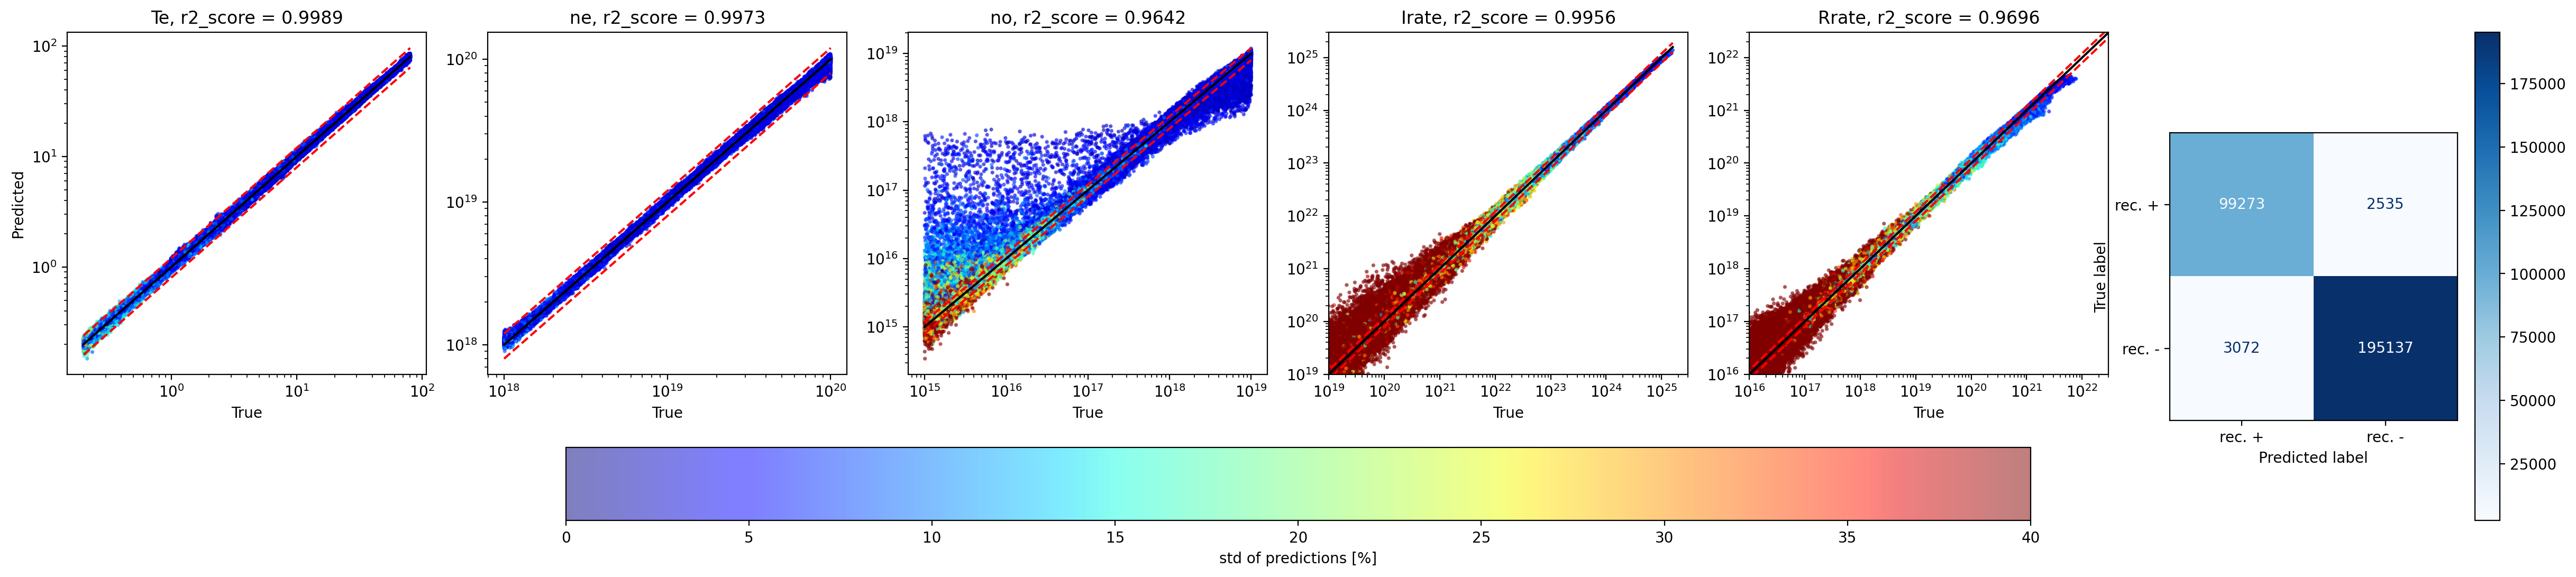 Te, r2_score = 0.9989
ne, r2_score = 0.9973
no, r2_score = 0.9642
Irate, r2_score = 0.9956
Rrate, r2_score = 0.9696
Predicted
10² 10¹ 10⁰
10⁰ 10¹ 10²
True
10²⁰ 10¹⁹ 10¹⁸
10¹⁸ 10¹⁹ 10²⁰
True
10¹⁹ 10¹⁸ 10¹⁷ 10¹⁶ 10¹⁵
10¹⁵ 10¹⁶ 10¹⁷ 10¹⁸ 10¹⁹
True
10²⁵ 10²⁴ 10²³ 10²² 10²¹ 10²⁰ 10¹⁹
10¹⁹ 10²⁰ 10²¹ 10²² 10²³ 10²⁴ 10²⁵
True
10²² 10²¹ 10²⁰ 10¹⁹ 10¹⁸ 10¹⁷ 10¹⁶
10¹⁶ 10¹⁷ 10¹⁸ 10¹⁹ 10²⁰ 10²¹ 10²²
True
True label
rec. + 99273 2535
rec. - 3072 195137
rec. + rec. -
Predicted label
175000
150000
125000
100000
75000
50000
25000
0 5 10 15 20 25 30 35 40
std of predictions [%]